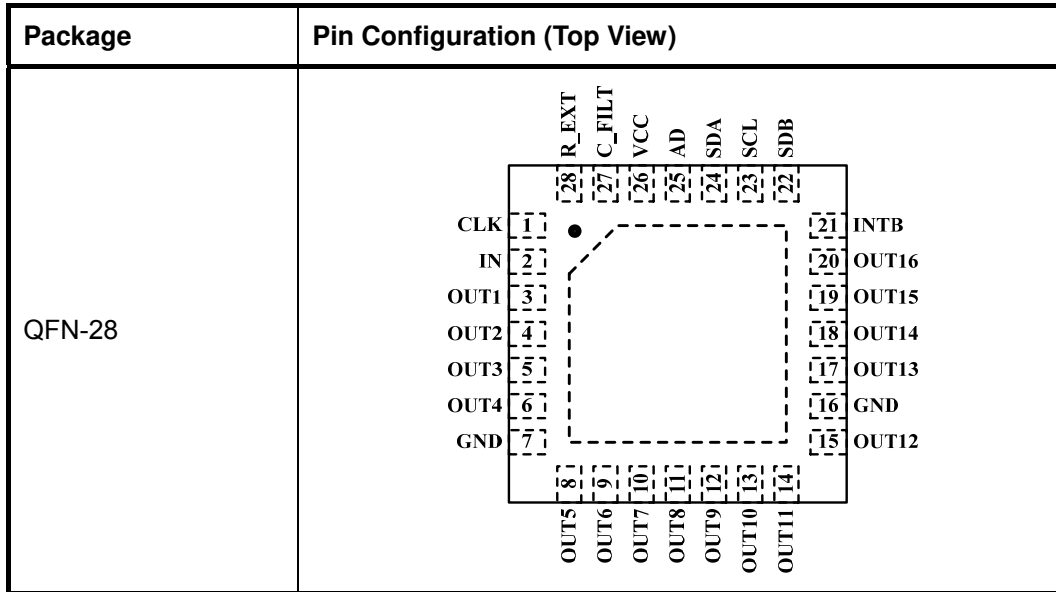 Package
Pin Configuration (Top View)
QFN-28
R_EXT
C_FILT
VCC
AD
SDA
SCL
SDB
28
27
26
25
24
23
22
CLK 1
IN 2
OUT1 3
OUT2 4
OUT3 5
OUT4 6
GND 7
21 INTB
20 OUT16
19 OUT15
18 OUT14
17 OUT13
16 GND
15 OUT12
8
9
10
11
12
13
14
OUT5
OUT6
OUT7
OUT8
OUT9
OUT10
OUT11